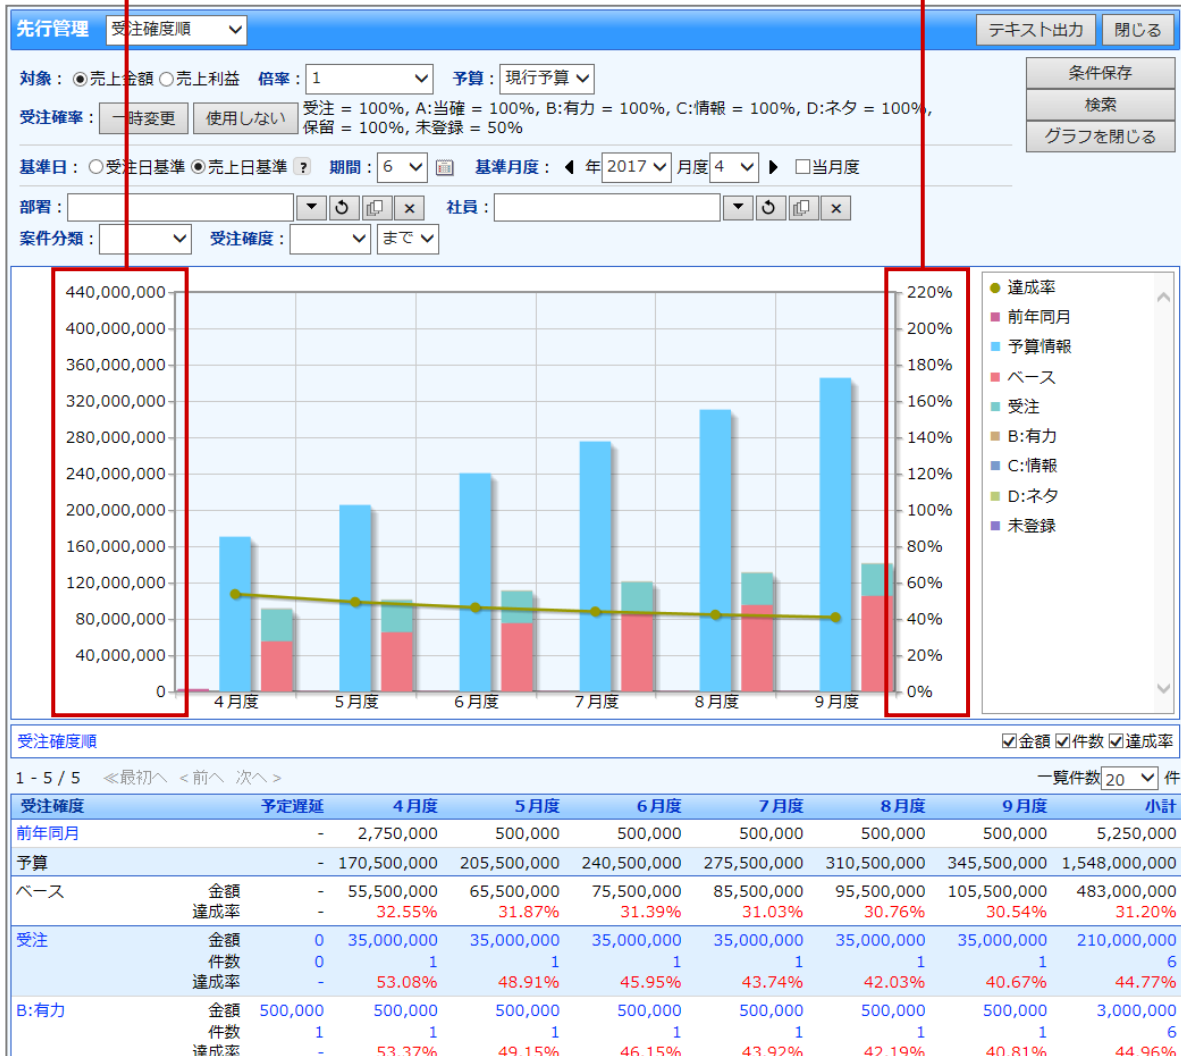 先行管理 受注確度順 テキスト出力 閉じる
対象： 売上金額 売上利益 倍率： 1 予算： 現行予算 条件保存
受注確率： 一時変更 使用しない 受注 = 100%, A:当確 = 100%, B:有力 = 100%, C:情報 = 100%, D:ネタ = 100%, 検索
保留 = 100%, 未登録 = 50% グラフを閉じる
基準日： 受注日基準 売上日基準 ? 期間： 6 基準月度： 年 2017 月度 4 当月度
部署： 社員：
案件分類： 受注確度： まで
440,000,000
400,000,000
360,000,000
320,000,000
280,000,000
240,000,000
200,000,000
160,000,000
120,000,000
80,000,000
40,000,000
0
4月度 5月度 6月度 7月度 8月度 9月度
220%
200%
180%
160%
140%
120%
100%
80%
60%
40%
20%
0%
達成率
前年同月
予算情報
ベース
受注
B:有力
C:情報
D:ネタ
未登録
受注確度順 金額 件数 達成率
1 - 5 / 5 ≪最初へ ＜前へ 次へ＞ 一覧件数 20 件
受注確度 予定遅延 4月度 5月度 6月度 7月度 8月度 9月度 小計
前年同月 - 2,750,000 500,000 500,000 500,000 500,000 500,000 5,250,000
予算 - 170,500,000 205,500,000 240,500,000 275,500,000 310,500,000 345,500,000 1,548,000,000
ベース 金額 - 55,500,000 65,500,000 75,500,000 85,500,000 95,500,000 105,500,000 483,000,000
達成率 - 32.55% 31.87% 31.39% 31.03% 30.76% 30.54% 31.20%
受注 金額 0 35,000,000 35,000,000 35,000,000 35,000,000 35,000,000 35,000,000 210,000,000
件数 0 1 1 1 1 1 1 6
達成率 - 53.08% 48.91% 45.95% 43.74% 42.03% 40.67% 44.77%
B:有力 金額 500,000 500,000 500,000 500,000 500,000 500,000 500,000 3,000,000
件数 1 1 1 1 1 1 1 6
達成率 - 53.37% 49.15% 46.15% 43.92% 42.19% 40.81% 44.96%